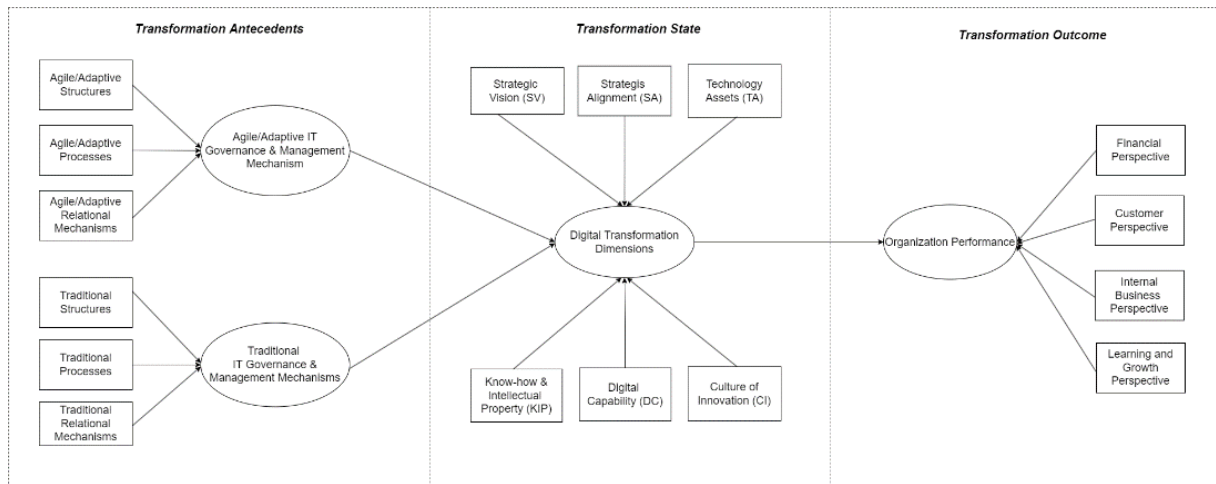 Transformation Antecedents
Agile/Adaptive
Structures
Agile/Adaptive
Processes
Agile/Adaptive
Relational
Mechanisms
Agile/Adaptive IT
Governance & Management
Mechanism
Traditional
Structures
Traditional
Processes
Traditional
Relational
Mechanisms
Traditional
IT Governance &
Management Mechanisms
Transformation State
Strategic
Vision (SV)
Strategis
Alignment (SA)
Technology
Assets (TA)
Digital Transformation
Dimensions
Know-how &
Intellectual
Property (KIP)
Digital
Capability (DC)
Culture of
Innovation (CI)
Transformation Outcome
Organization Performance
Financial
Perspective
Customer
Perspective
Internal
Business
Perspective
Learning and
Growth
Perspective